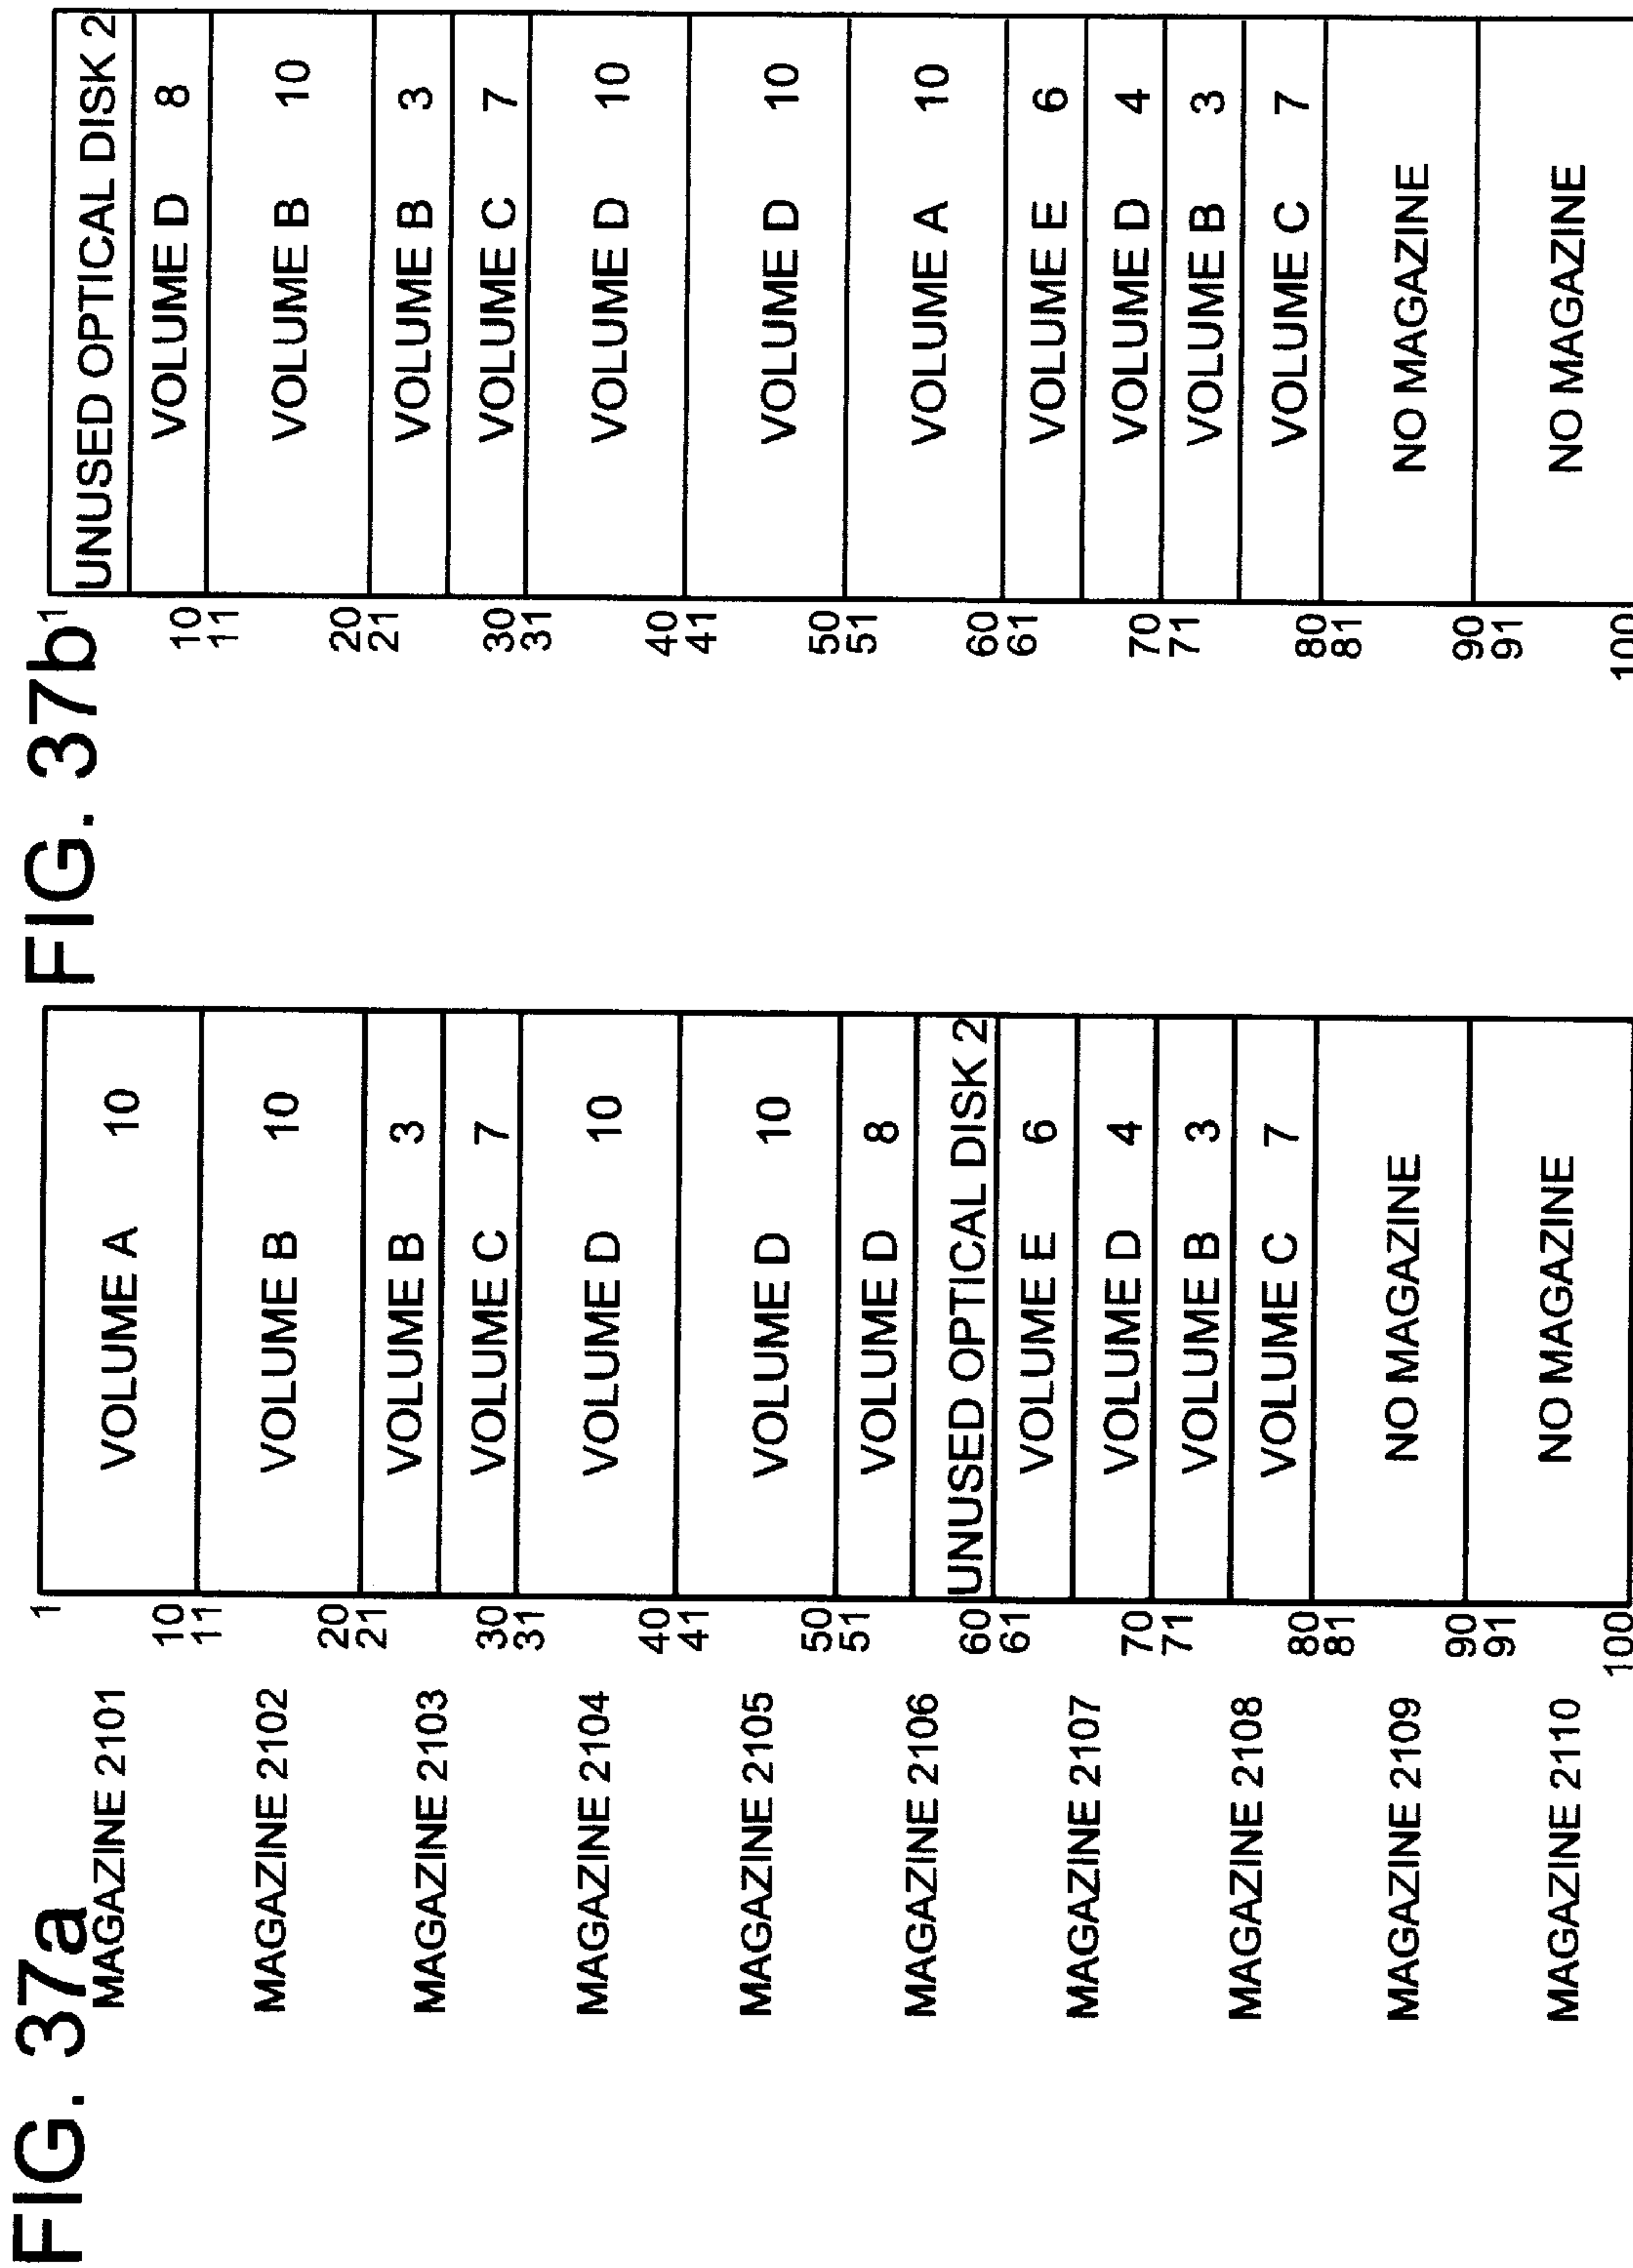 FIG. 37a
MAGAZINE 2101
MAGAZINE 2102
MAGAZINE 2103
MAGAZINE 2104
MAGAZINE 2105
MAGAZINE 2106
MAGAZINE 2107
MAGAZINE 2108
MAGAZINE 2109
MAGAZINE 2110
1
10
11
20
21
30
31
40
41
50
51
60
61
70
71
80
81
90
91
100
VOLUME A 10
VOLUME B 10
VOLUME B 3
VOLUME C 7
VOLUME D 10
VOLUME D 10
VOLUME D 8
UNUSED OPTICAL DISK 2
VOLUME E 6
VOLUME D 4
VOLUME B 3
VOLUME C 7
NO MAGAZINE
NO MAGAZINE
FIG. 37b
1
10
11
20
21
30
31
40
41
50
51
60
61
70
71
80
81
90
91
100
UNUSED OPTICAL DISK 2
VOLUME D 8
VOLUME B 10
VOLUME B 3
VOLUME C 7
VOLUME D 10
VOLUME D 10
VOLUME A 10
VOLUME E 6
VOLUME D 4
VOLUME B 3
VOLUME C 7
NO MAGAZINE
NO MAGAZINE